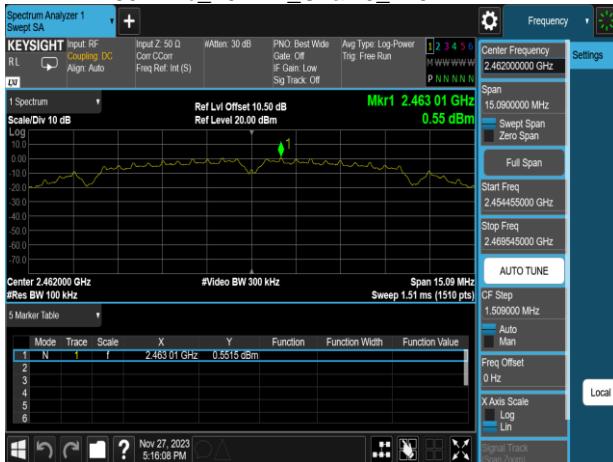 Spectrum Analyzer 1
Swept SA
+
Frequency
KEYSIGHT
RL
LXI
Input: RF
Coupling: DC
Align: Auto
Input Z: 50 Ω
Corr CCorr
Freq Ref: Int (S)
#Atten: 30 dB
PNO: Best Wide
Gate: Off
IF Gain: Low
Sig Track: Off
Avg Type: Log-Power
Trig: Free Run
1 2 3 4 5 6
M W W W W W
P N N N N N
1 Spectrum
Scale/Div 10 dB
Ref Lvl Offset 10.50 dB
Ref Level 20.00 dBm
Mkr1 2.463 01 GHz
0.55 dBm
Log
10.0
0.00
-10.0
-20.0
-30.0
-40.0
-50.0
-60.0
-70.0
1
Center 2.462000 GHz
#Res BW 100 kHz
#Video BW 300 kHz
Span 15.09 MHz
Sweep 1.51 ms (1510 pts)
5 Marker Table
Mode Trace Scale X Y Function Function Width Function Value
1 N 1 f 2.463 01 GHz 0.5515 dBm
2
3
4
5
6
Nov 27, 2023
5:16:08 PM
Center Frequency
2.462000000 GHz
Span
15.0900000 MHz
Swept Span
Zero Span
Full Span
Start Freq
2.454455000 GHz
Stop Freq
2.469545000 GHz
AUTO TUNE
CF Step
1.509000 MHz
Auto
Man
Freq Offset
0 Hz
X Axis Scale
Log
Lin
Signal Track
(Span Zoom)
Settings
Local